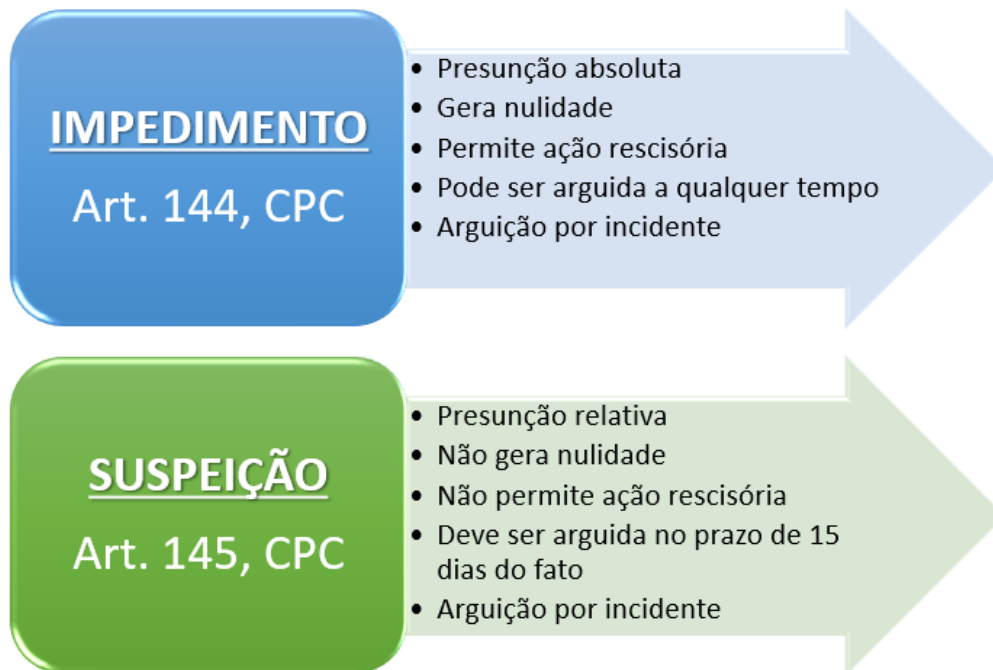 IMPEDIMENTO
Art. 144, CPC
• Presunção absoluta
• Gera nulidade
• Permite ação rescisória
• Pode ser arguida a qualquer tempo
• Arguição por incidente
SUSPEIÇÃO
Art. 145, CPC
• Presunção relativa
• Não gera nulidade
• Não permite ação rescisória
• Deve ser arguida no prazo de 15
dias do fato
• Arguição por incidente